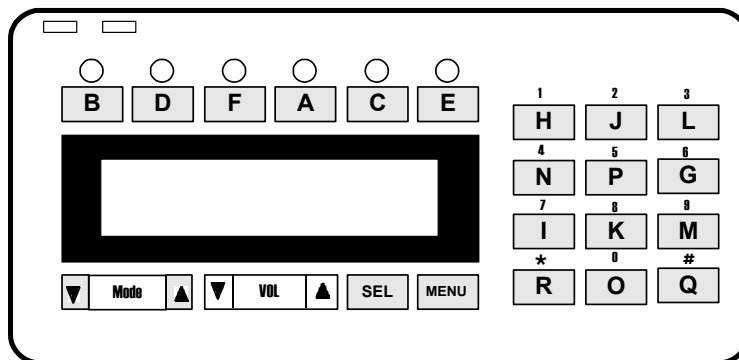 B D F A C E
1 2 3
H J L
4 5 6
N P G
7 8 9
I K M
* 0 #
R O Q
Mode VOL SEL MENU